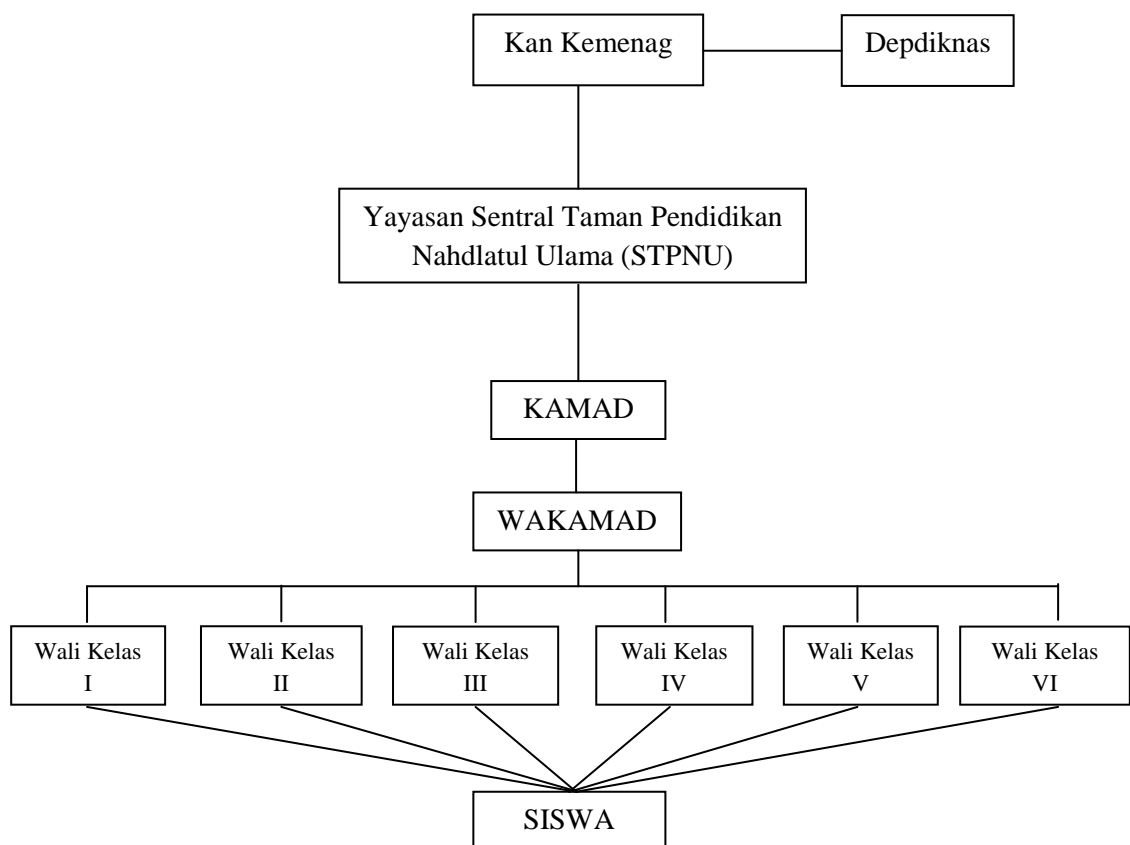 Kan Kemenag
Depdiknas
Yayasan Sentral Taman Pendidikan
Nahdlatul Ulama (STPNU)
KAMAD
WAKAMAD
Wali Kelas
I
Wali Kelas
II
Wali Kelas
III
Wali Kelas
IV
Wali Kelas
V
Wali Kelas
VI
SISWA